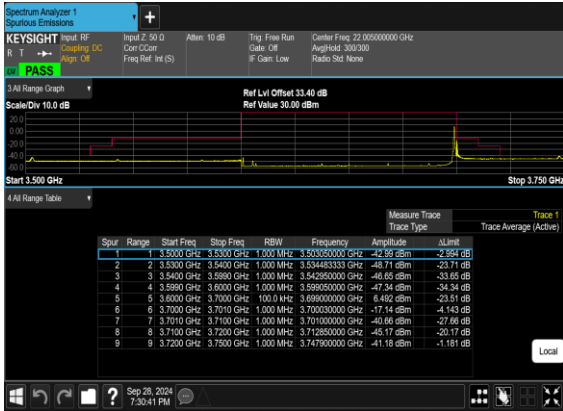 Spectrum Analyzer 1
Spurious Emissions
+
KEYSIGHT Input: RF Input Z: 50 Ω Atten: 10 dB Trig: Free Run Center Freq: 22.005000000 GHz
R T Coupling: DC Corr CCorr Gate: Off Avg|Hold: 300/300
Align: Off Freq Ref: Int (S) IF Gain: Low Radio Std: None
PASS
3 All Range Graph
Ref Lvl Offset 33.40 dB
Scale/Div 10.0 dB Ref Value 30.00 dBm
20.0
0.00
-20.0
-40.0
-60.0
Start 3.500 GHz Stop 3.750 GHz
4 All Range Table
Measure Trace Trace 1
Trace Type Trace Average (Active)
Spur Range Start Freq Stop Freq RBW Frequency Amplitude ΔLimit
1 1 3.5000 GHz 3.5300 GHz 1.000 MHz 3.503050000 GHz -42.99 dBm -2.994 dB
2 2 3.5300 GHz 3.5400 GHz 1.000 MHz 3.534483333 GHz -48.71 dBm -23.71 dB
3 3 3.5400 GHz 3.5990 GHz 1.000 MHz 3.542950000 GHz -46.65 dBm -33.65 dB
4 4 3.5990 GHz 3.6000 GHz 1.000 MHz 3.599050000 GHz -47.34 dBm -34.34 dB
5 5 3.6000 GHz 3.7000 GHz 100.0 kHz 3.699000000 GHz 6.492 dBm -23.51 dB
6 6 3.7000 GHz 3.7010 GHz 1.000 MHz 3.700030000 GHz -17.14 dBm -4.143 dB
7 7 3.7010 GHz 3.7100 GHz 1.000 MHz 3.701000000 GHz -40.66 dBm -27.66 dB
8 8 3.7100 GHz 3.7200 GHz 1.000 MHz 3.712850000 GHz -45.17 dBm -20.17 dB
9 9 3.7200 GHz 3.7500 GHz 1.000 MHz 3.747900000 GHz -41.18 dBm -1.181 dB
Local
? Sep 28, 2024
7:30:41 PM